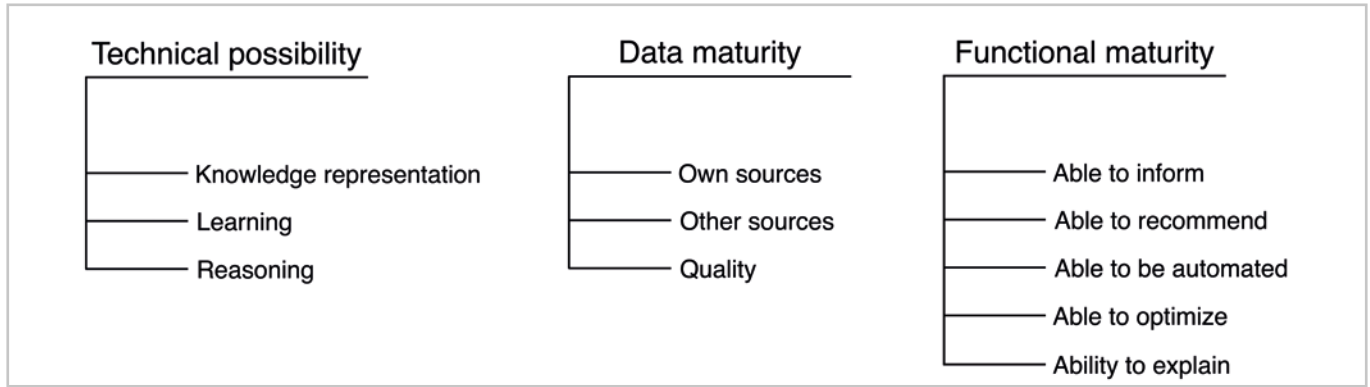 Technical possibility
Knowledge representation
Learning
Reasoning
Data maturity
Own sources
Other sources
Quality
Functional maturity
Able to inform
Able to recommend
Able to be automated
Able to optimize
Ability to explain